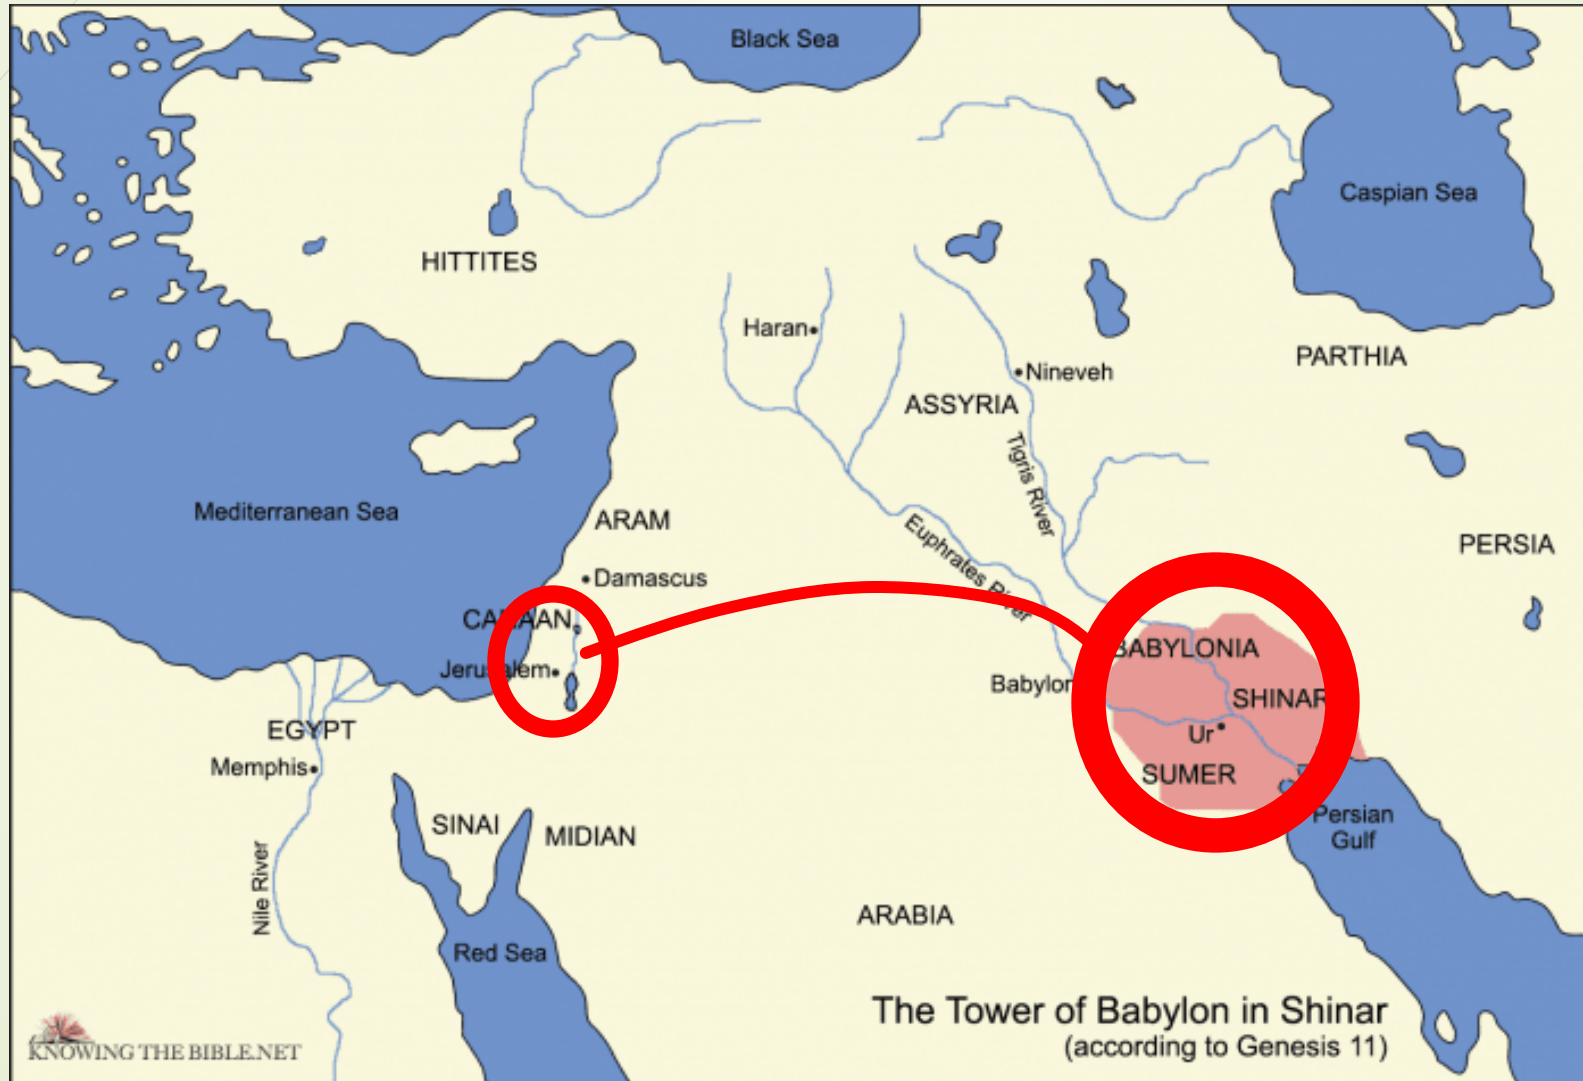 Black Sea
Caspian Sea
HITTITES
Haran
Nineveh
PARTHIA
ASSYRIA
Tigris River
Mediterranean Sea
ARAM
Euphrates River
PERSIA
Damascus
CANAAN
BABYLONIA
Jerusalem
Babylon
SHINAR
EGYPT
Ur
Memphis
SUMER
SINAI
MIDIAN
Persian
Gulf
Nile River
ARABIA
Red Sea
The Tower of Babylon in Shinar
(according to Genesis 11)
KNOWING THE BIBLE.NET